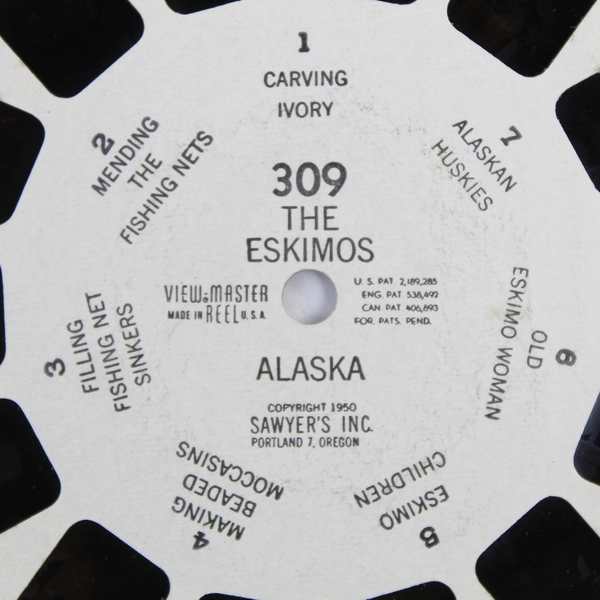 1
CARVING
IVORY
2
MENDING
THE
FISHING NETS
7
ALASKAN
HUSKIES
309
THE
ESKIMOS
VIEW-MASTER
MADE IN REEL U.S.A.
U.S. PAT 2,189,285
ENG. PAT 538,492
CAN PAT 406,893
FOR. PATS. PEND.
3
FILLING
FISHING NET
SINKERS
6
OLD
ESKIMO WOMAN
ALASKA
COPYRIGHT 1950
SAWYER'S INC.
PORTLAND 7, OREGON
4
MAKING
BEADED
MOCCASINS
5
ESKIMO
CHILDREN